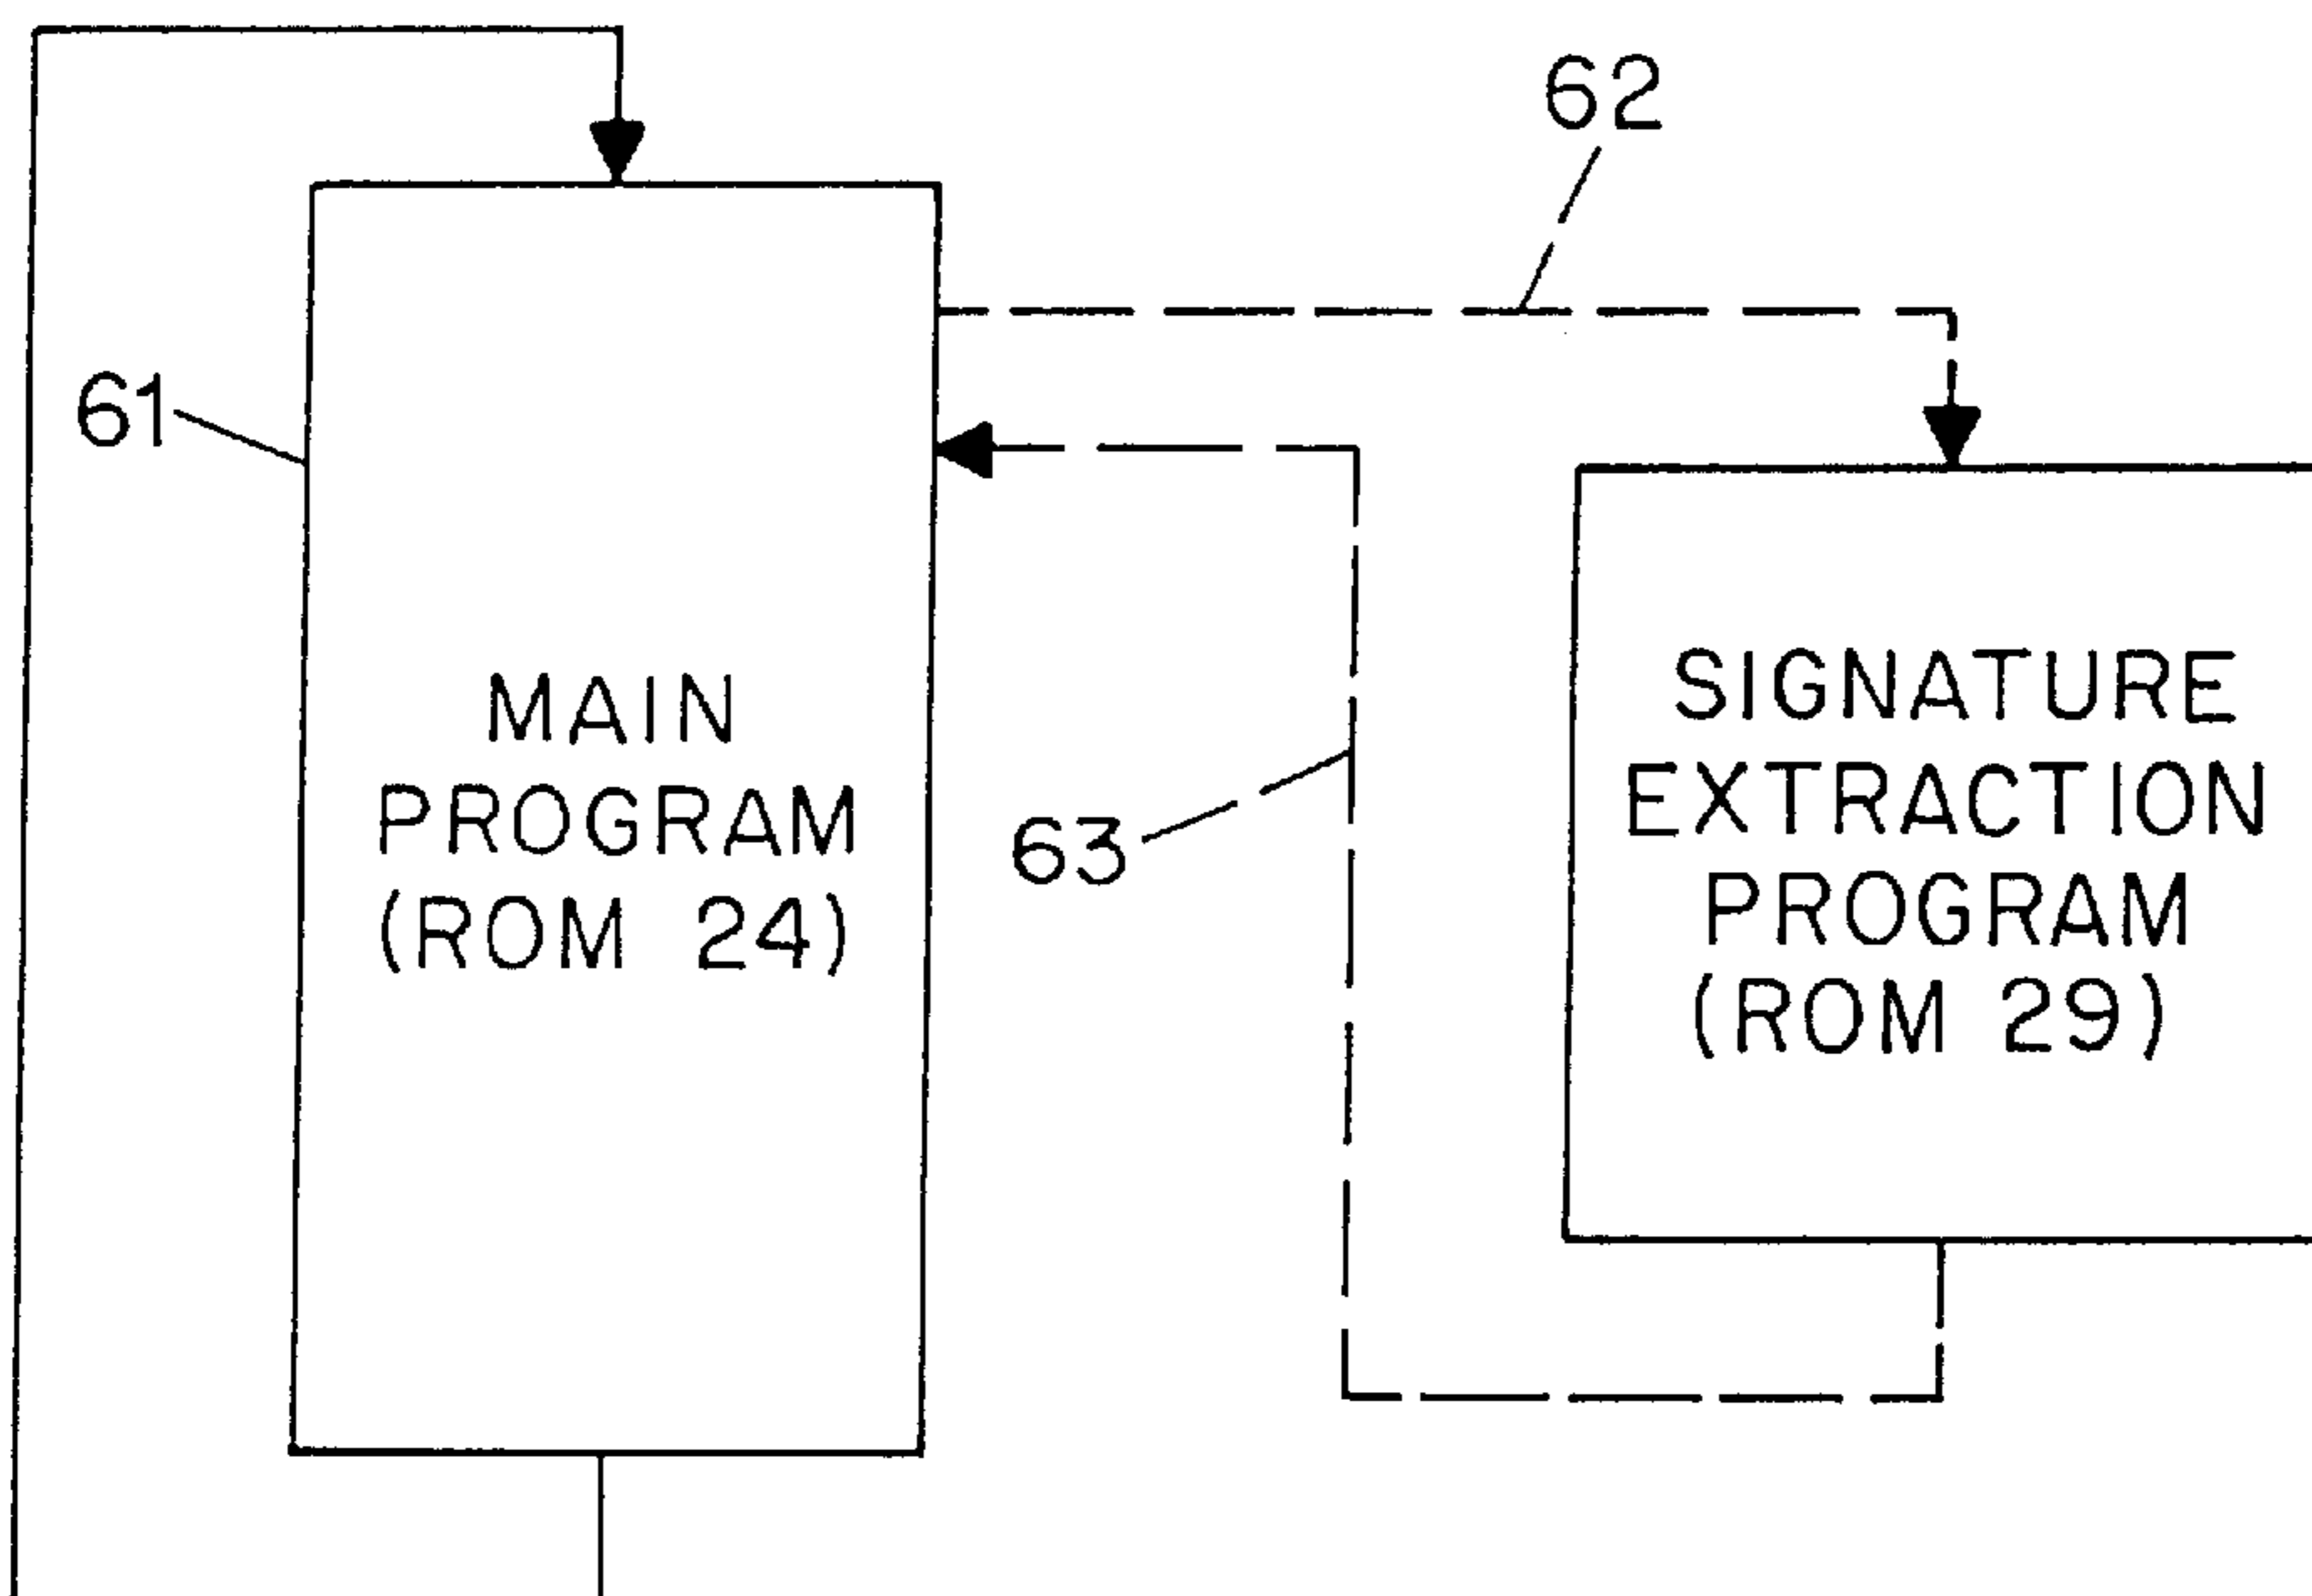 62
61
MAIN
PROGRAM
(ROM 24)
63
SIGNATURE
EXTRACTION
PROGRAM
(ROM 29)